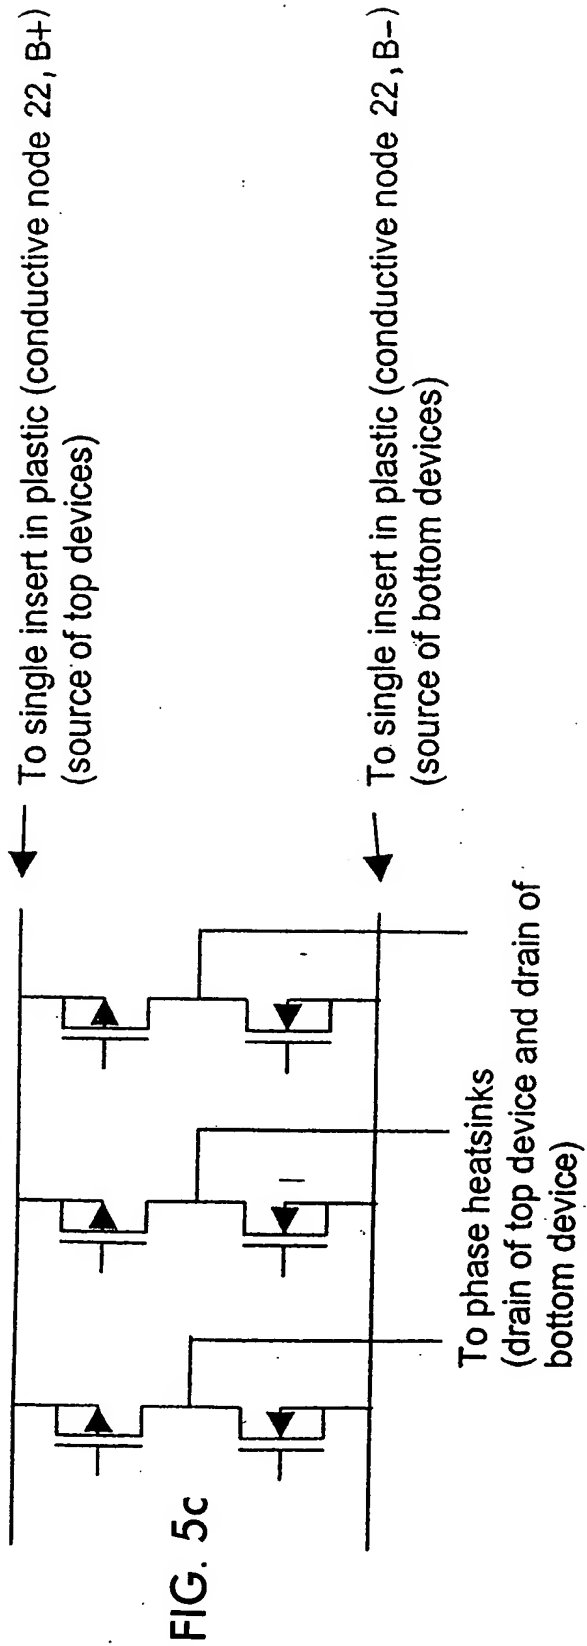 To single insert in plastic (conductive node 22, B+)
(source of top devices)
To single insert in plastic (conductive node 22, B−)
(source of bottom devices)
To phase heatsinks
(drain of top device and drain of
bottom device)
FIG. 5c